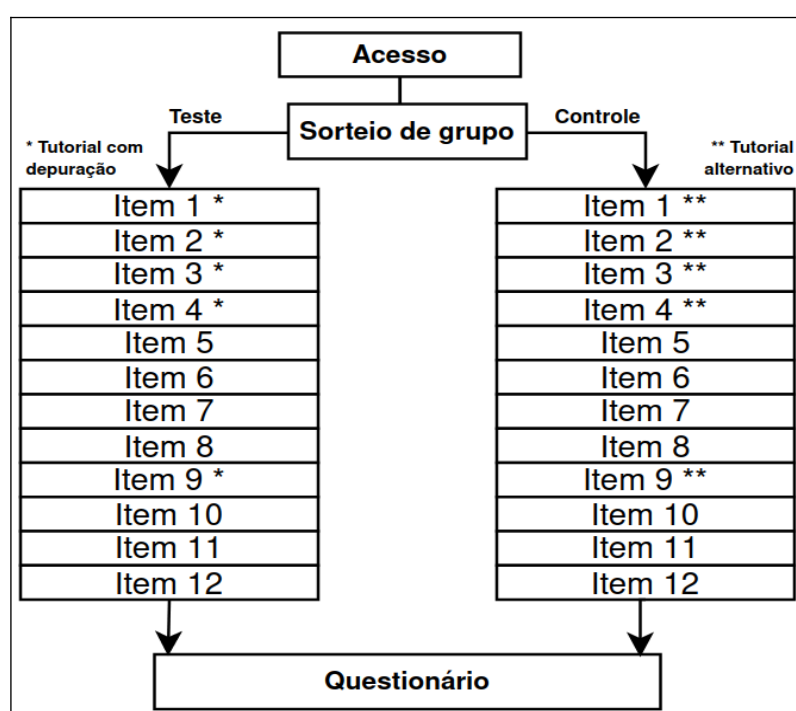 Acesso
Sorteio de grupo
Teste
Controle
* Tutorial com
depuração
** Tutorial
alternativo
Item 1 *
Item 2 *
Item 3 *
Item 4 *
Item 5
Item 6
Item 7
Item 8
Item 9 *
Item 10
Item 11
Item 12
Item 1 **
Item 2 **
Item 3 **
Item 4 **
Item 5
Item 6
Item 7
Item 8
Item 9 **
Item 10
Item 11
Item 12
Questionário